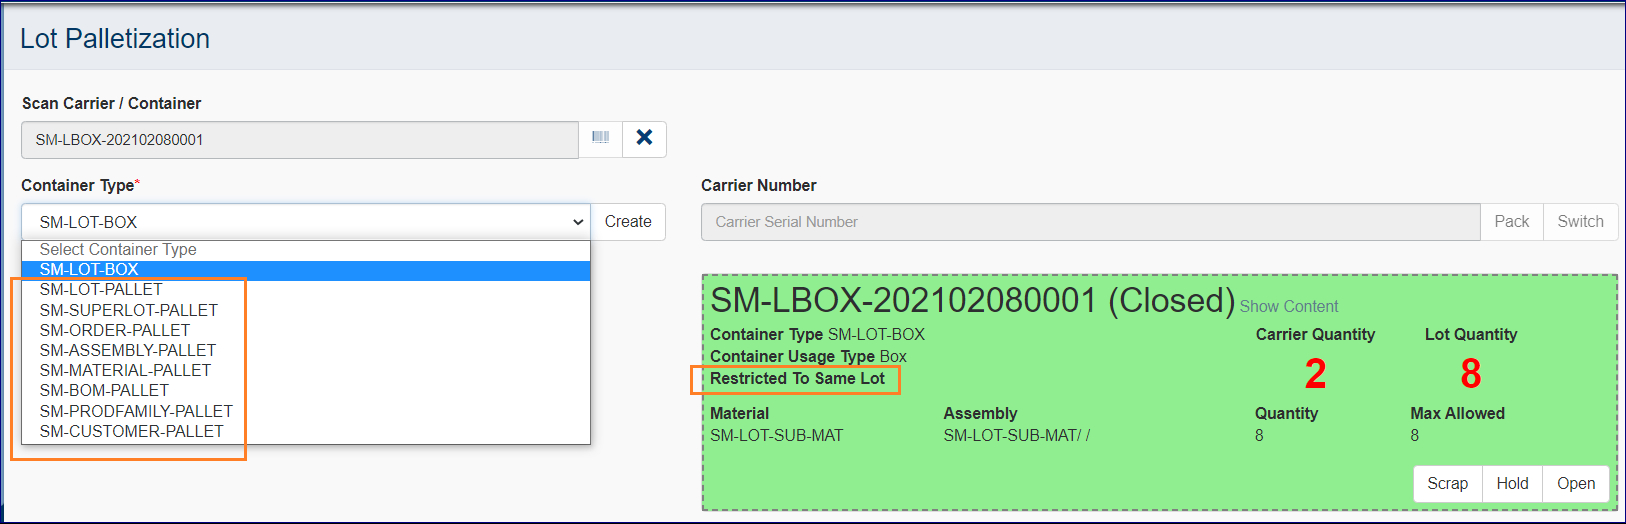 Lot Palletization
Scan Carrier / Container
SM-LBOX-202102080001
Container Type*
SM-LOT-BOX
Create
Select Container Type
SM-LOT-BOX
SM-LOT-PALLET
SM-SUPERLOT-PALLET
SM-ORDER-PALLET
SM-ASSEMBLY-PALLET
SM-MATERIAL-PALLET
SM-BOM-PALLET
SM-PRODFAMILY-PALLET
SM-CUSTOMER-PALLET
Carrier Number
Carrier Serial Number
Pack
Switch
SM-LBOX-202102080001 (Closed) Show Content
Container Type SM-LOT-BOX
Container Usage Type Box
Restricted To Same Lot
Carrier Quantity
2
Lot Quantity
8
Material
SM-LOT-SUB-MAT
Assembly
SM-LOT-SUB-MAT/ /
Quantity
8
Max Allowed
8
Scrap
Hold
Open